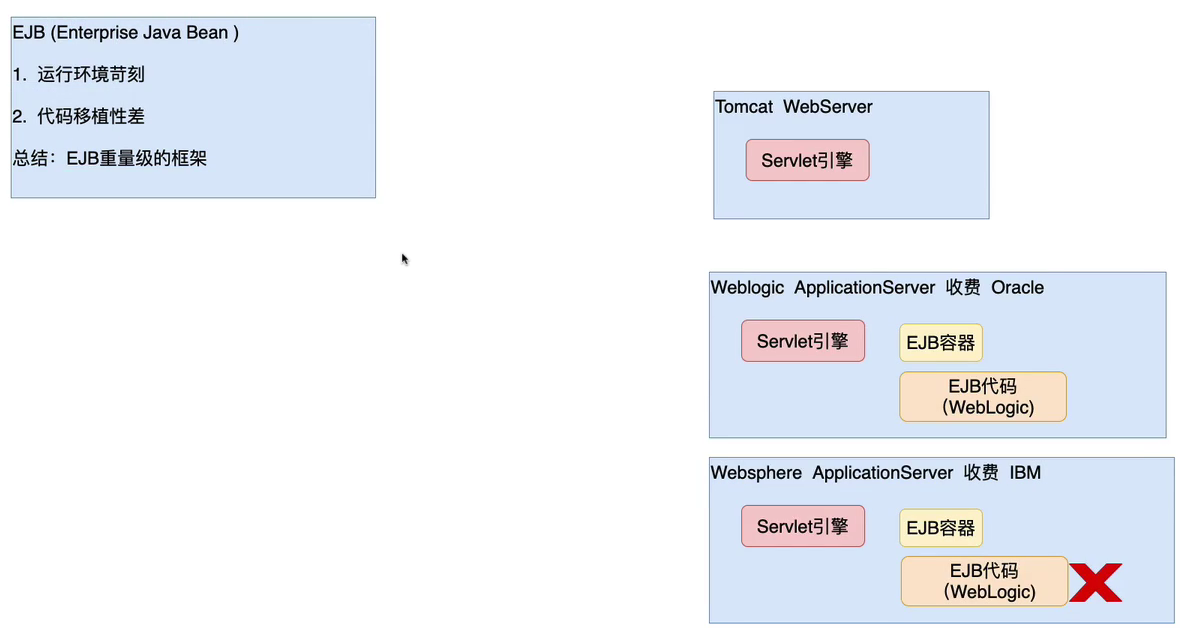 EJB (Enterprise Java Bean )
1. 运行环境苛刻
2. 代码移植性差
总结：EJB重量级的框架
Tomcat WebServer
Servlet引擎
Weblogic ApplicationServer 收费 Oracle
Servlet引擎
EJB容器
EJB代码
(WebLogic)
Websphere ApplicationServer 收费 IBM
Servlet引擎
EJB容器
EJB代码
(WebLogic)